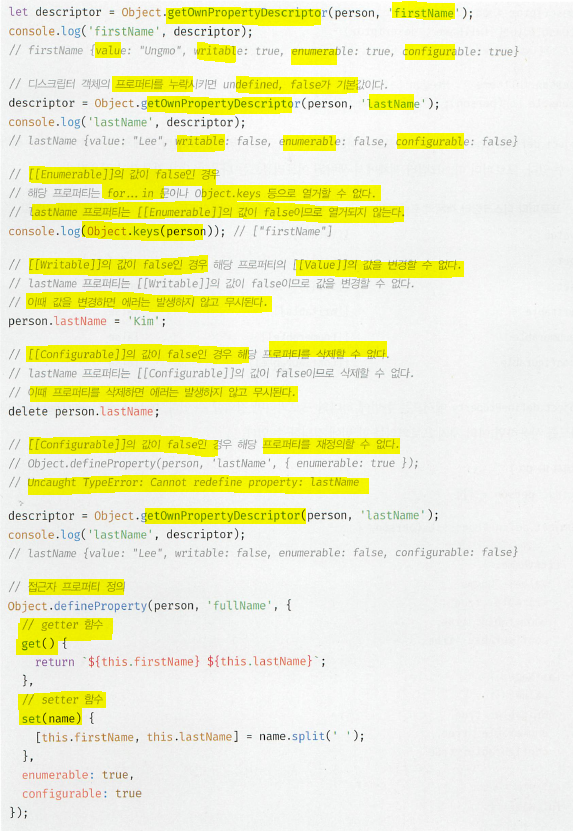 let descriptor = Object.getOwnPropertyDescriptor(person, 'firstName');
console.log('firstName', descriptor);
// firstName {value: "Ungmo", writable: true, enumerable: true, configurable: true}
// 디스크립터 객체의 프로퍼티를 누락시키면 undefined, false가 기본값이다.
descriptor = Object.getOwnPropertyDescriptor(person, 'lastName');
console.log('lastName', descriptor);
// lastName {value: "Lee", writable: false, enumerable: false, configurable: false}
// [[Enumerable]]의 값이 false인 경우
// 해당 프로퍼티는 for...in 문이나 Object.keys 등으로 열거할 수 없다.
// lastName 프로퍼티는 [[Enumerable]]의 값이 false이므로 열거되지 않는다.
console.log(Object.keys(person)); // ["firstName"]
// [[Writable]]의 값이 false인 경우 해당 프로퍼티의 [[Value]]의 값을 변경할 수 없다.
// lastName 프로퍼티는 [[Writable]]의 값이 false이므로 값을 변경할 수 없다.
// 이때 값을 변경하면 에러는 발생하지 않고 무시된다.
person.lastName = 'Kim';
// [[Configurable]]의 값이 false인 경우 해당 프로퍼티를 삭제할 수 없다.
// lastName 프로퍼티는 [[Configurable]]의 값이 false이므로 삭제할 수 없다.
// 이때 프로퍼티를 삭제하면 에러는 발생하지 않고 무시된다.
delete person.lastName;
// [[Configurable]]의 값이 false인 경우 해당 프로퍼티를 재정의할 수 없다.
// Object.defineProperty(person, 'lastName', { enumerable: true });
// Uncaught TypeError: Cannot redefine property: lastName
descriptor = Object.getOwnPropertyDescriptor(person, 'lastName');
console.log('lastName', descriptor);
// lastName {value: "Lee", writable: false, enumerable: false, configurable: false}
// 접근자 프로퍼티 정의
Object.defineProperty(person, 'fullName', {
// getter 함수
get() {
return `${this.firstName} ${this.lastName}`;
},
// setter 함수
set(name) {
[this.firstName, this.lastName] = name.split(' ');
},
enumerable: true,
configurable: true
});